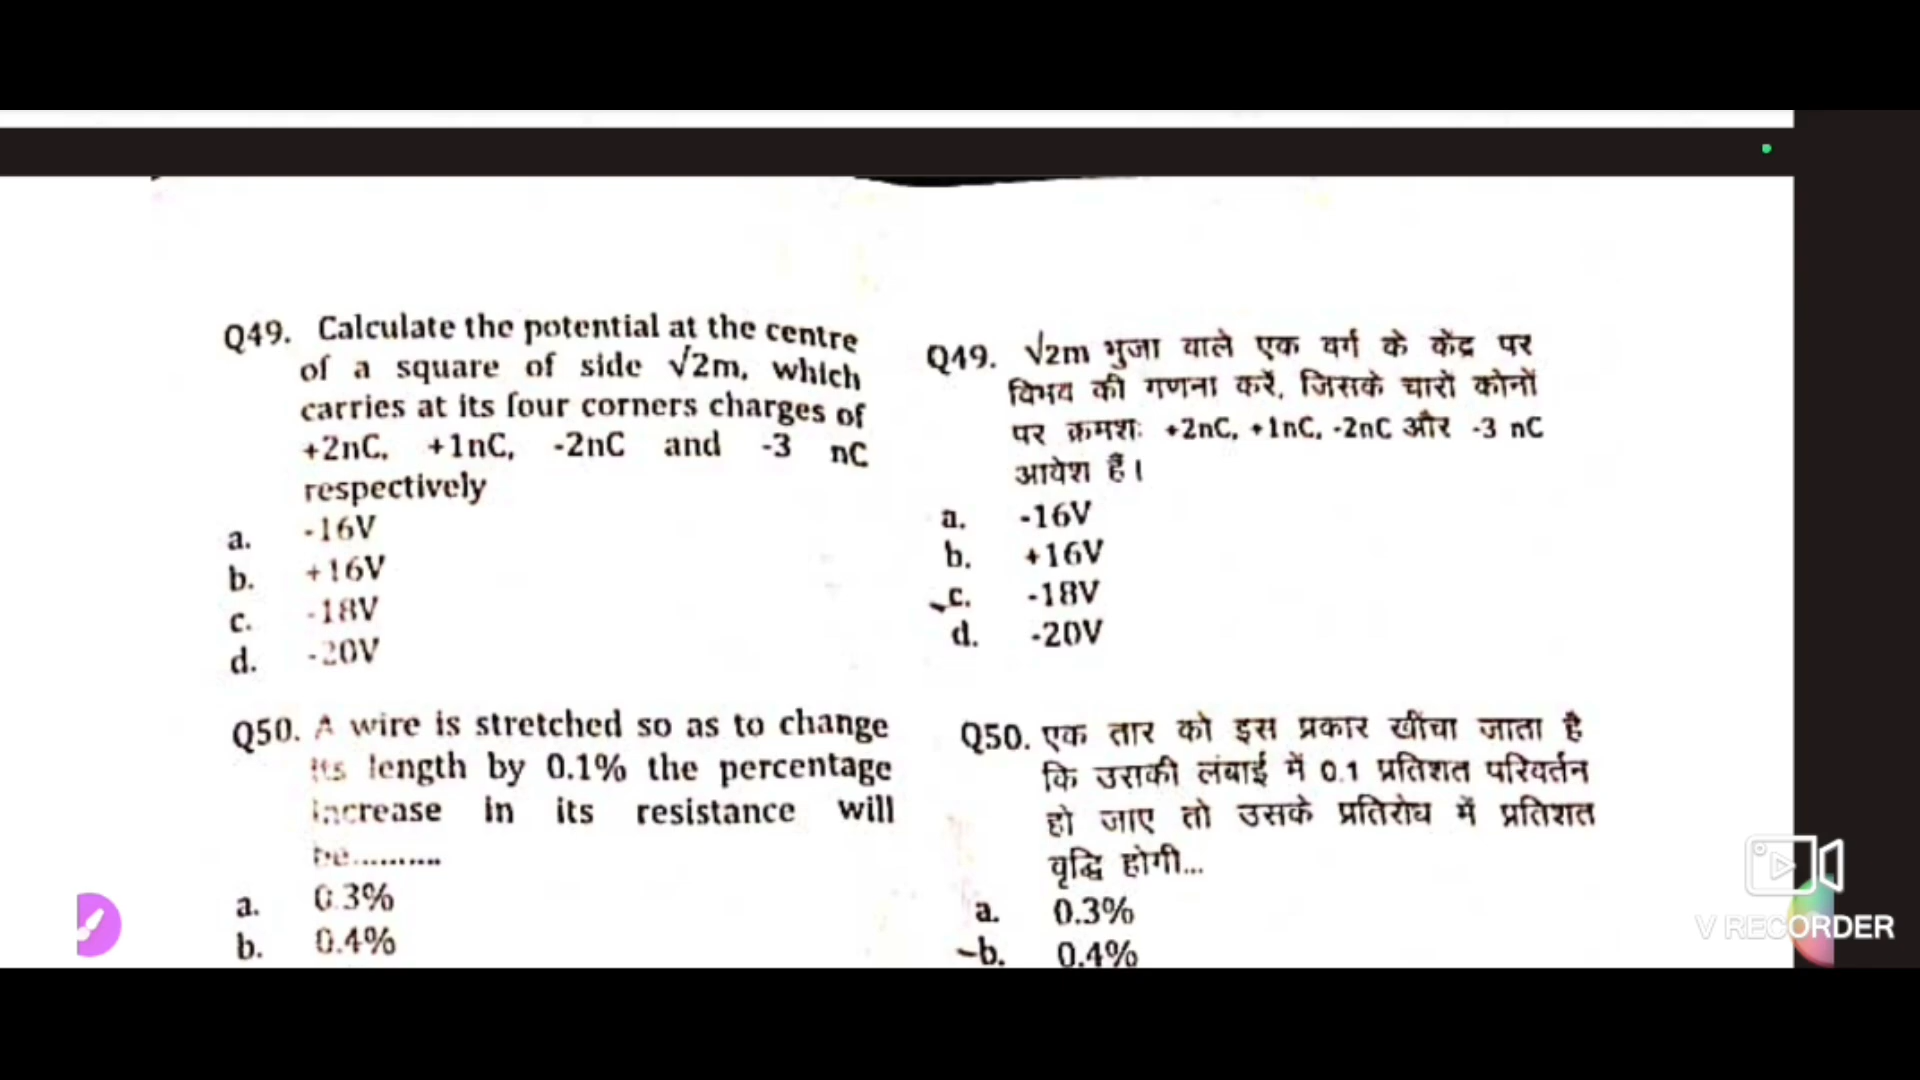 Q49. Calculate the potential at the centre
of a square of side √2m, which
carries at its four corners charges of
+2nC, +1nC, -2nC and -3 nC
respectively
a. -16V
b. +16V
c. -18V
d. -20V
Q50. A wire is stretched so as to change
its length by 0.1% the percentage
increase in its resistance will
be..........
a. 0.3%
b. 0.4%
Q49. √2m भुजा वाले एक वर्ग के केंद्र पर
विभव की गणना करें, जिसके चारों कोनों
पर क्रमशः +2nC, +1nC, -2nC और -3 nC
आवेश हैं।
a. -16V
b. +16V
c. -18V
d. -20V
Q50. एक तार को इस प्रकार खींचा जाता है
कि उसकी लंबाई में 0.1 प्रतिशत परिवर्तन
हो जाए तो उसके प्रतिरोध में प्रतिशत
वृद्धि होगी...
a. 0.3%
b. 0.4%
V RECORDER